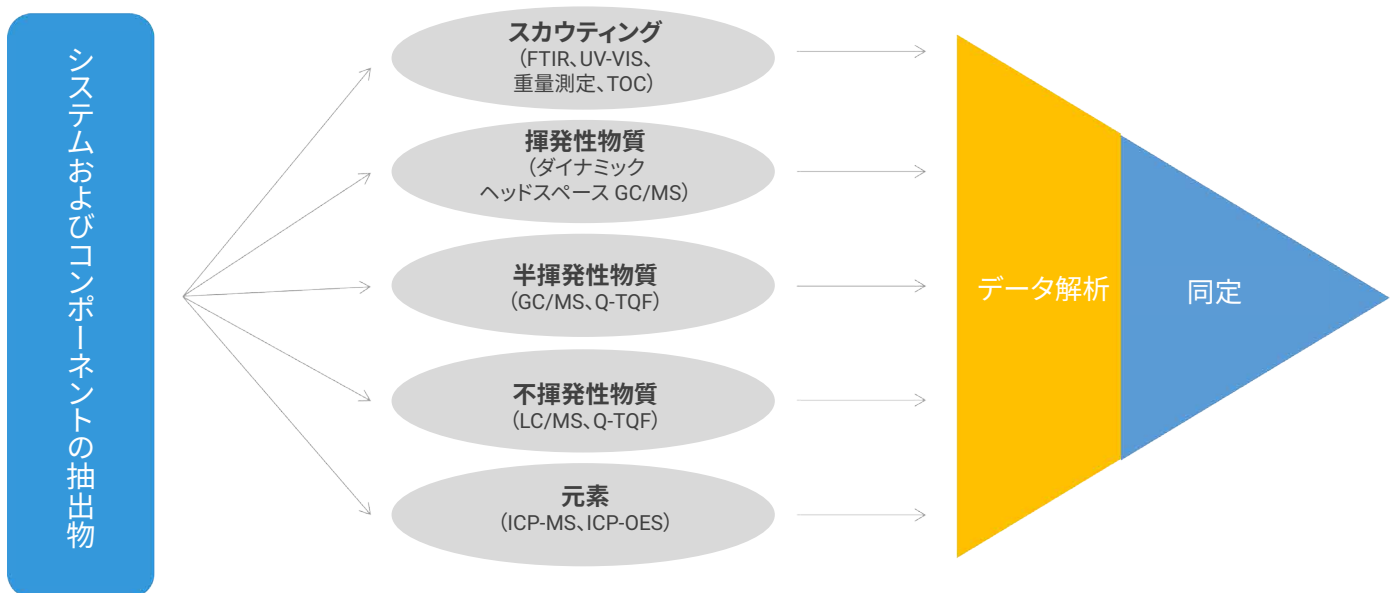 システムおよびコンポーネントの抽出物
スカウティング
（FTIR、UV-VIS、
重量測定、TOC）
揮発性物質
（ダイナミック
ヘッドスペース GC/MS）
半揮発性物質
（GC/MS、Q-TQF）
不揮発性物質
（LC/MS、Q-TQF）
元素
（ICP-MS、ICP-OES）
データ解析
同定